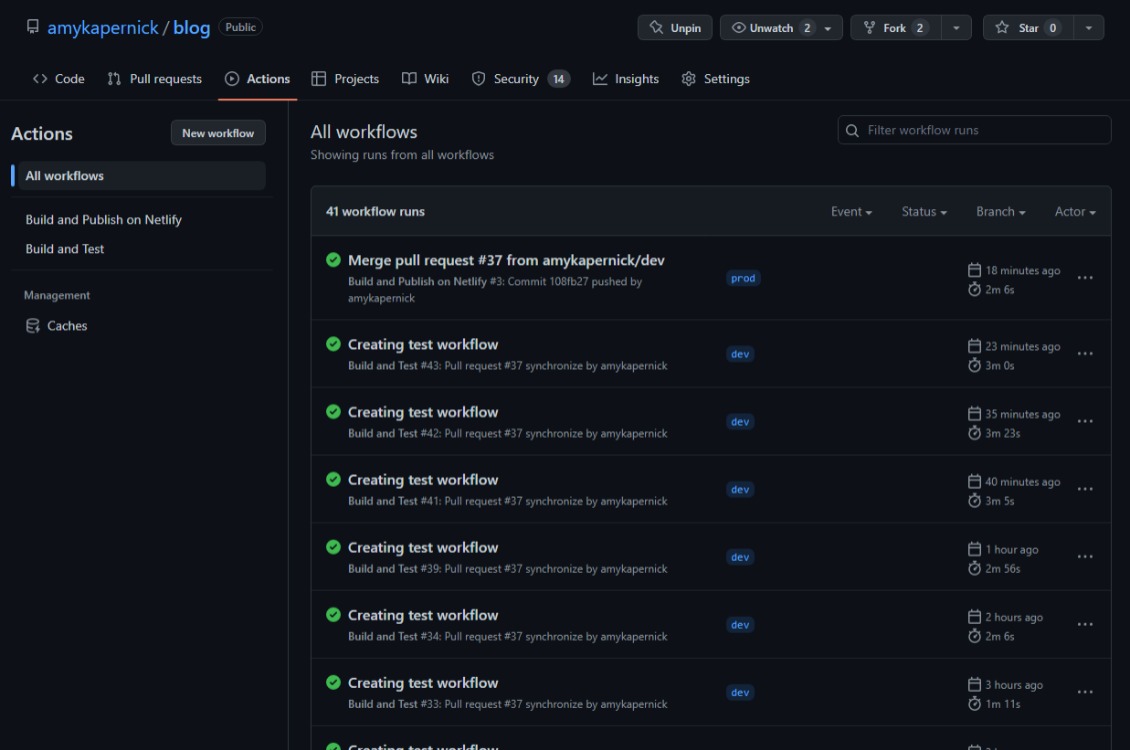 amykapernick / blog Public
Unpin Unwatch 2 Fork 2 Star 0
Code Pull requests Actions Projects Wiki Security 14 Insights Settings
Actions New workflow
All workflows
Build and Publish on Netlify
Build and Test
Management
Caches
All workflows
Showing runs from all workflows
Filter workflow runs
41 workflow runs Event Status Branch Actor
Merge pull request #37 from amykapernick/dev
Build and Publish on Netlify #3: Commit 108fb27 pushed by
amykapernick
prod
18 minutes ago
2m 6s
Creating test workflow
Build and Test #43: Pull request #37 synchronize by amykapernick
dev
23 minutes ago
3m 0s
Creating test workflow
Build and Test #42: Pull request #37 synchronize by amykapernick
dev
35 minutes ago
3m 23s
Creating test workflow
Build and Test #41: Pull request #37 synchronize by amykapernick
dev
40 minutes ago
3m 5s
Creating test workflow
Build and Test #39: Pull request #37 synchronize by amykapernick
dev
1 hour ago
2m 56s
Creating test workflow
Build and Test #34: Pull request #37 synchronize by amykapernick
dev
2 hours ago
2m 6s
Creating test workflow
Build and Test #33: Pull request #37 synchronize by amykapernick
dev
3 hours ago
1m 11s
Creating test workflow